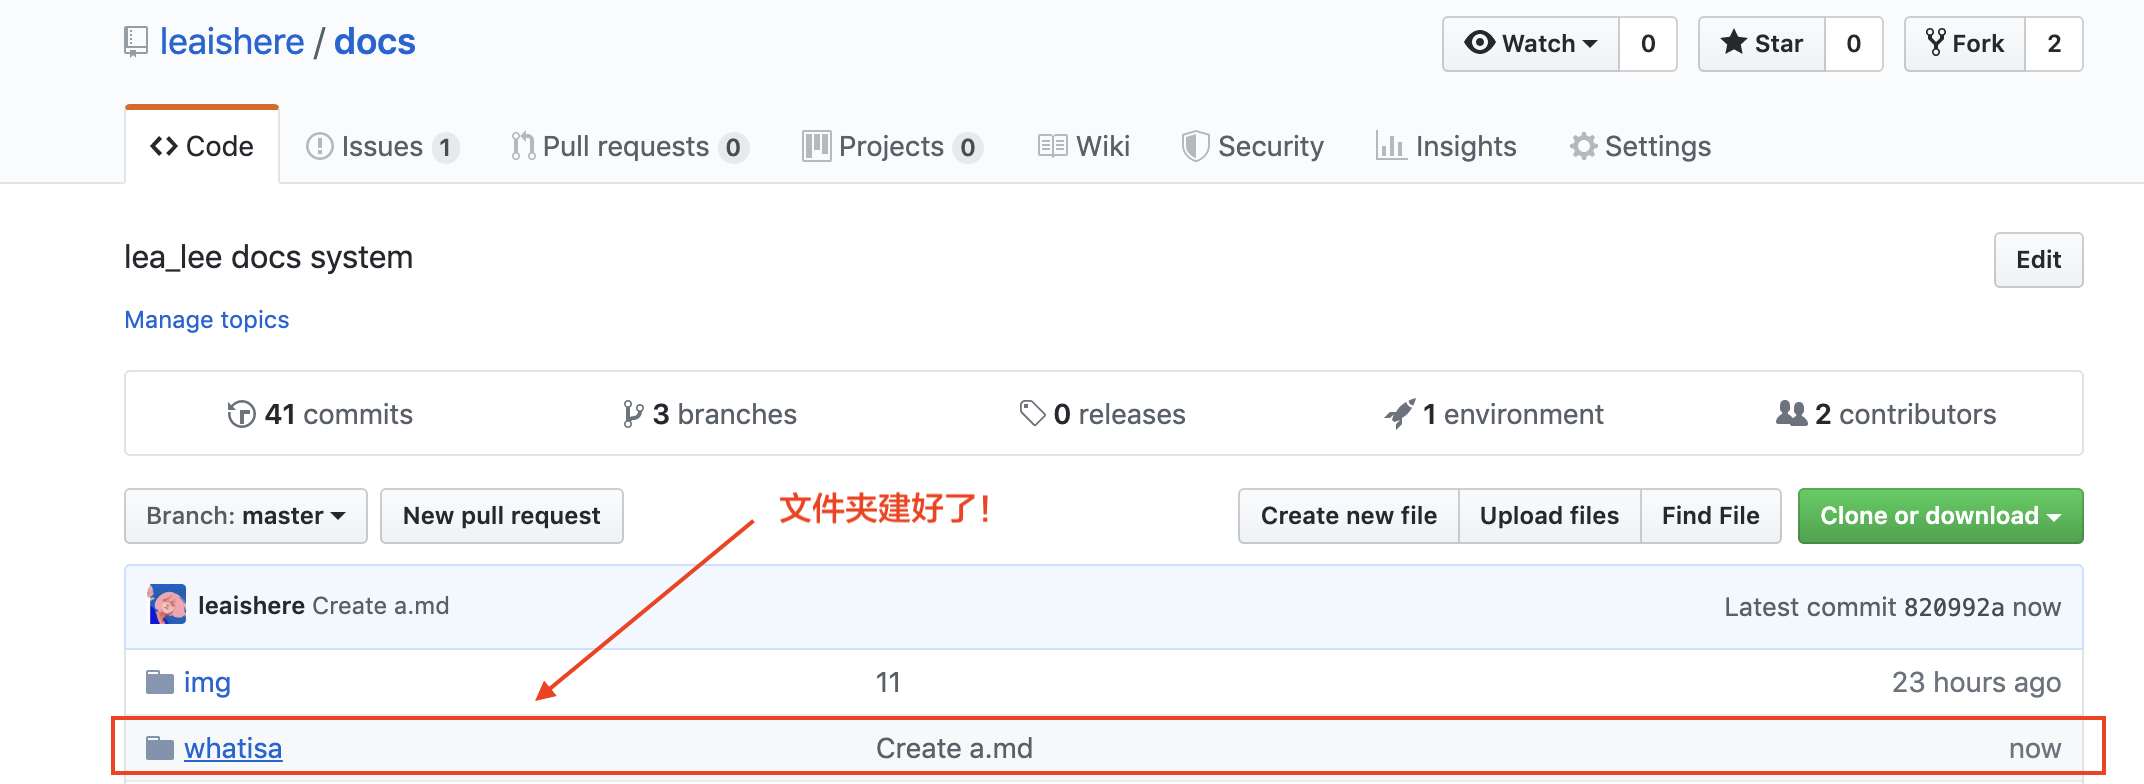 leaishere / docs
Watch 0 Star 0 Fork 2
Code Issues 1 Pull requests 0 Projects 0 Wiki Security Insights Settings
lea_lee docs system
Edit
Manage topics
41 commits 3 branches 0 releases 1 environment 2 contributors
文件夹建好了！
Branch: master New pull request Create new file Upload files Find File Clone or download
leaishere Create a.md Latest commit 820992a now
img 11 23 hours ago
whatisa Create a.md now